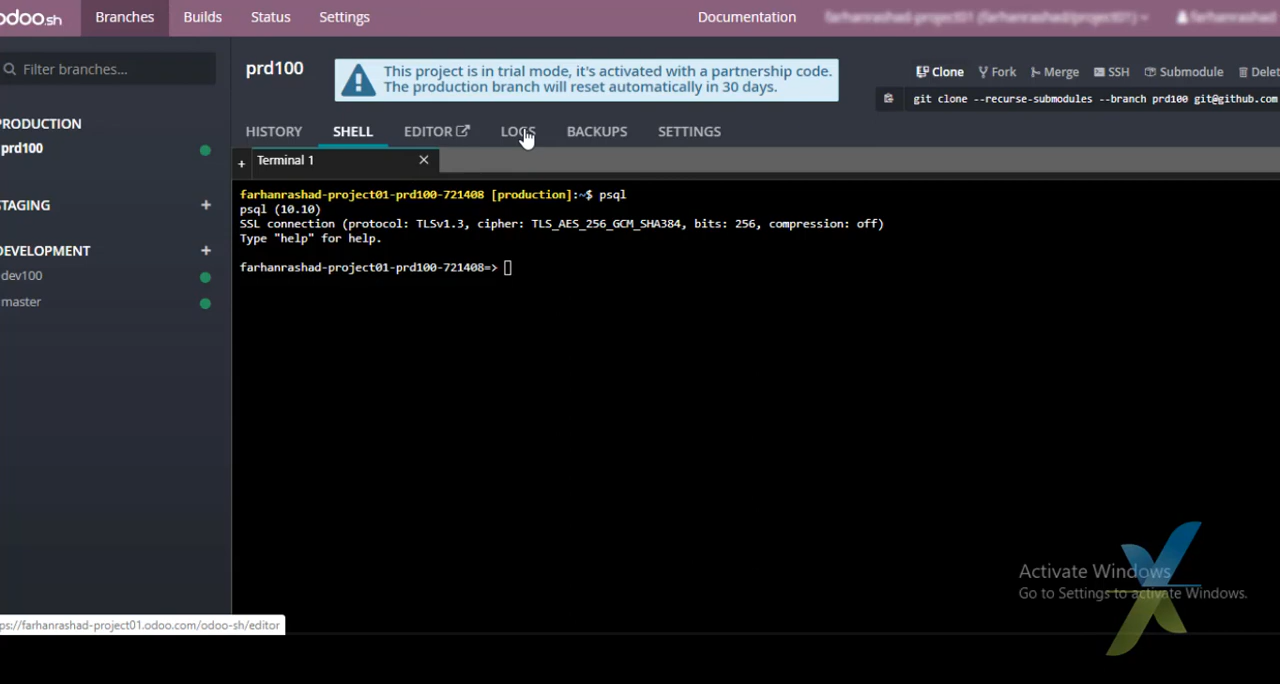 odoo.sh
Branches
Builds
Status
Settings
Documentation
Filter branches...
PRODUCTION
prd100
STAGING
DEVELOPMENT
dev100
master
prd100
This project is in trial mode, it's activated with a partnership code.
The production branch will reset automatically in 30 days.
Clone
Fork
Merge
SSH
Submodule
Delet
git clone --recurse-submodules --branch prd100 git@github.com
HISTORY
SHELL
EDITOR
LOGS
BACKUPS
SETTINGS
+
Terminal 1
farhanrashad-project01-prd100-721408 [production]:~$ psql
psql (10.10)
SSL connection (protocol: TLSv1.3, cipher: TLS_AES_256_GCM_SHA384, bits: 256, compression: off)
Type "help" for help.
farhanrashad-project01-prd100-721408=>
Activate Windows
Go to Settings to activate Windows.
ps://farhanrashad-project01.odoo.com/odoo-sh/editor